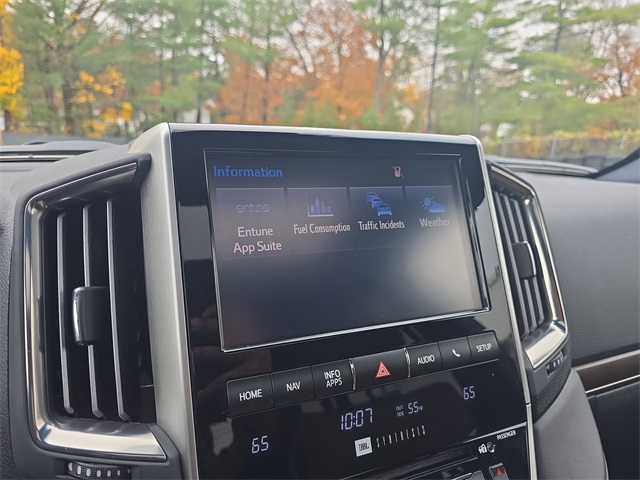 Information
entune
Entune App Suite
Fuel Consumption
Traffic Incidents
Weather
HOME
NAV
INFO APPS
AUDIO
SETUP
65
10:07
OUT SIDE 55°F
65
JBL SYNTHESIS
PASSENGER